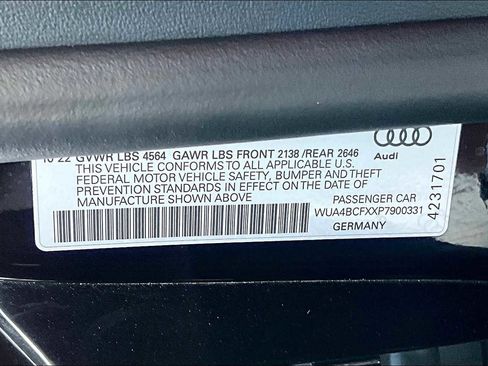 10 22 GVWR LBS 4564 GAWR LBS FRONT 2138 /REAR 2646
THIS VEHICLE CONFORMS TO ALL APPLICABLE U.S.
FEDERAL MOTOR VEHICLE SAFETY, BUMPER AND THEFT
PREVENTION STANDARDS IN EFFECT ON THE DATE OF
MANUFACTURE SHOWN ABOVE
Audi
PASSENGER CAR
WUA4BCFXXP7900331
GERMANY
4231701